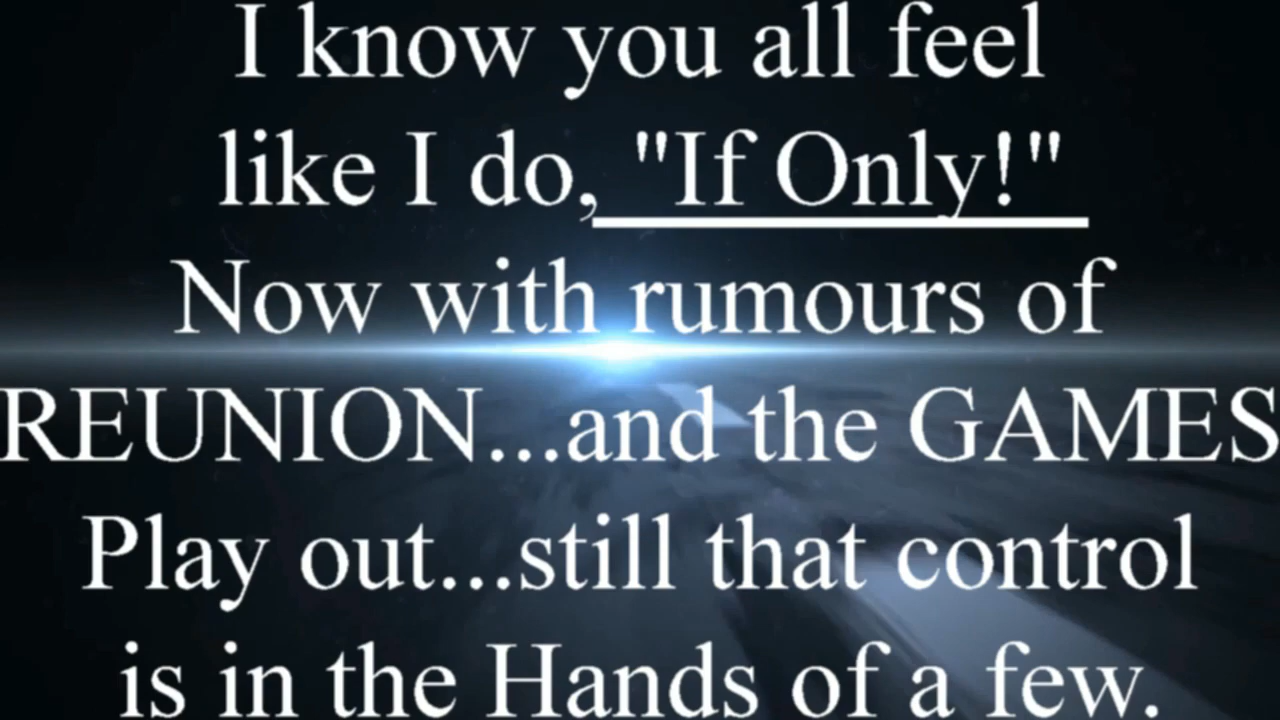 I know you all feel
like I do, "If Only!"
Now with rumours of
REUNION...and the GAMES
Play out...still that control
is in the Hands of a few.